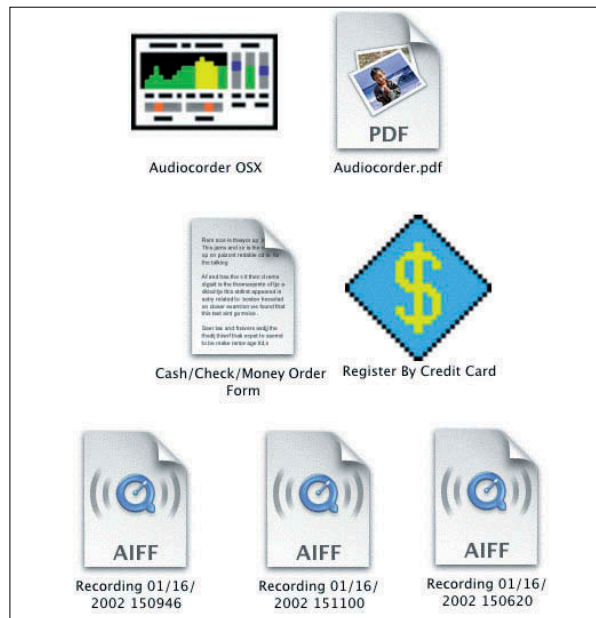 Audiocorder OSX
PDF
Audiocorder.pdf
$
Cash/Check/Money Order
Form
Register By Credit Card
AIFF
AIFF
AIFF
Recording 01/16/
2002 150946
Recording 01/16/
2002 151100
Recording 01/16/
2002 150620